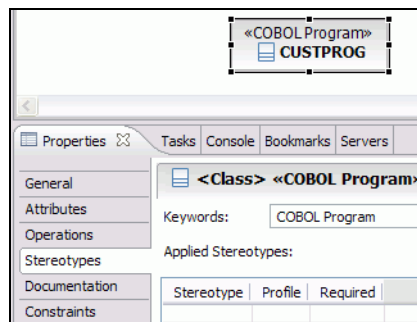 «COBOL Program»
CUSTPROG
Properties Tasks Console Bookmarks Servers
General
Attributes
Operations
Stereotypes
Documentation
Constraints
<Class> «COBOL Program»
Keywords: COBOL Program
Applied Stereotypes:
Stereotype Profile Required